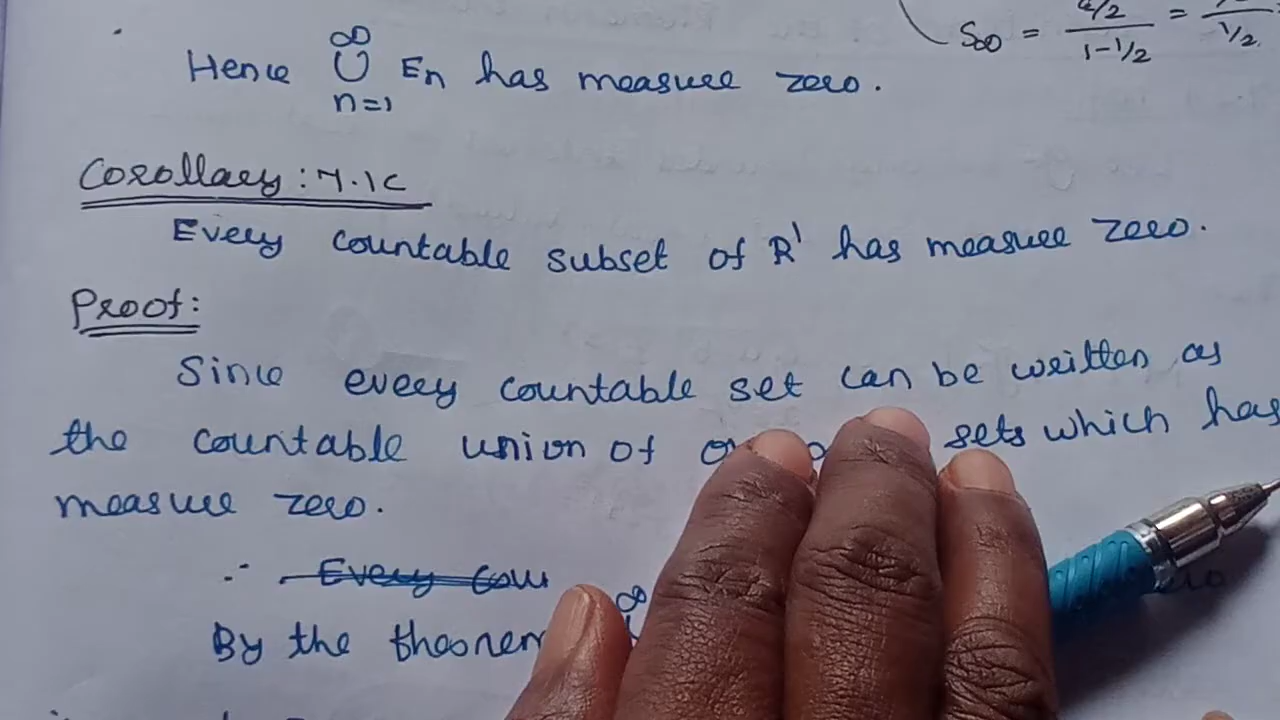 S∞ = a/2 / 1-1/2 = / 1/2
Hence ∞ ∪ n=1 En has measure zero.
Corollary: 7.1C
Every countable subset of R¹ has measure zero.
Proof:
Since every countable set can be written as
the countable union of sets which has
measure zero.
∴ Every Cou
By the theorem ∞